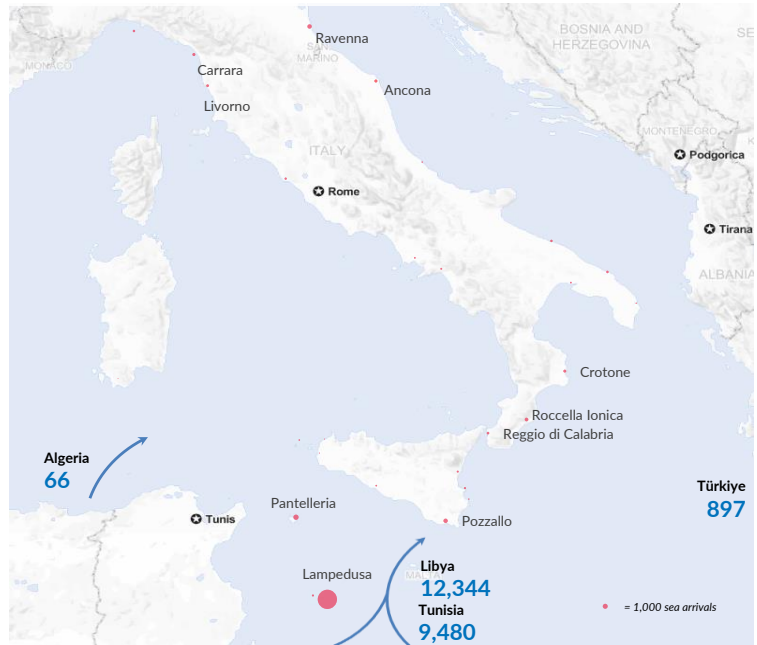 BOSNIA AND
HERZEGOVINA
SE
Ravenna
SAN
MARINO
MONACO
Carrara
Ancona
Livorno
MONTENEGRO
K
ITALY
Podgorica
Rome
Tirana
ALBANIA
Crotone
Roccella Ionica
Reggio di Calabria
Algeria
66
Türkiye
897
Pantelleria
Tunis
Pozzallo
Libya
12,344
Lampedusa
MALTA
Tunisia
9,480
= 1,000 sea arrivals